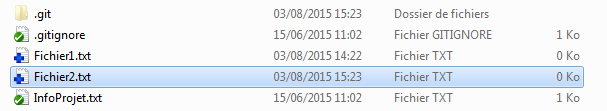 .git 03/08/2015 15:23 Dossier de fichiers
.gitignore 15/06/2015 11:02 Fichier GITIGNORE 1 Ko
Fichier1.txt 03/08/2015 14:22 Fichier TXT 0 Ko
Fichier2.txt 03/08/2015 15:23 Fichier TXT 0 Ko
InfoProjet.txt 15/06/2015 11:02 Fichier TXT 1 Ko